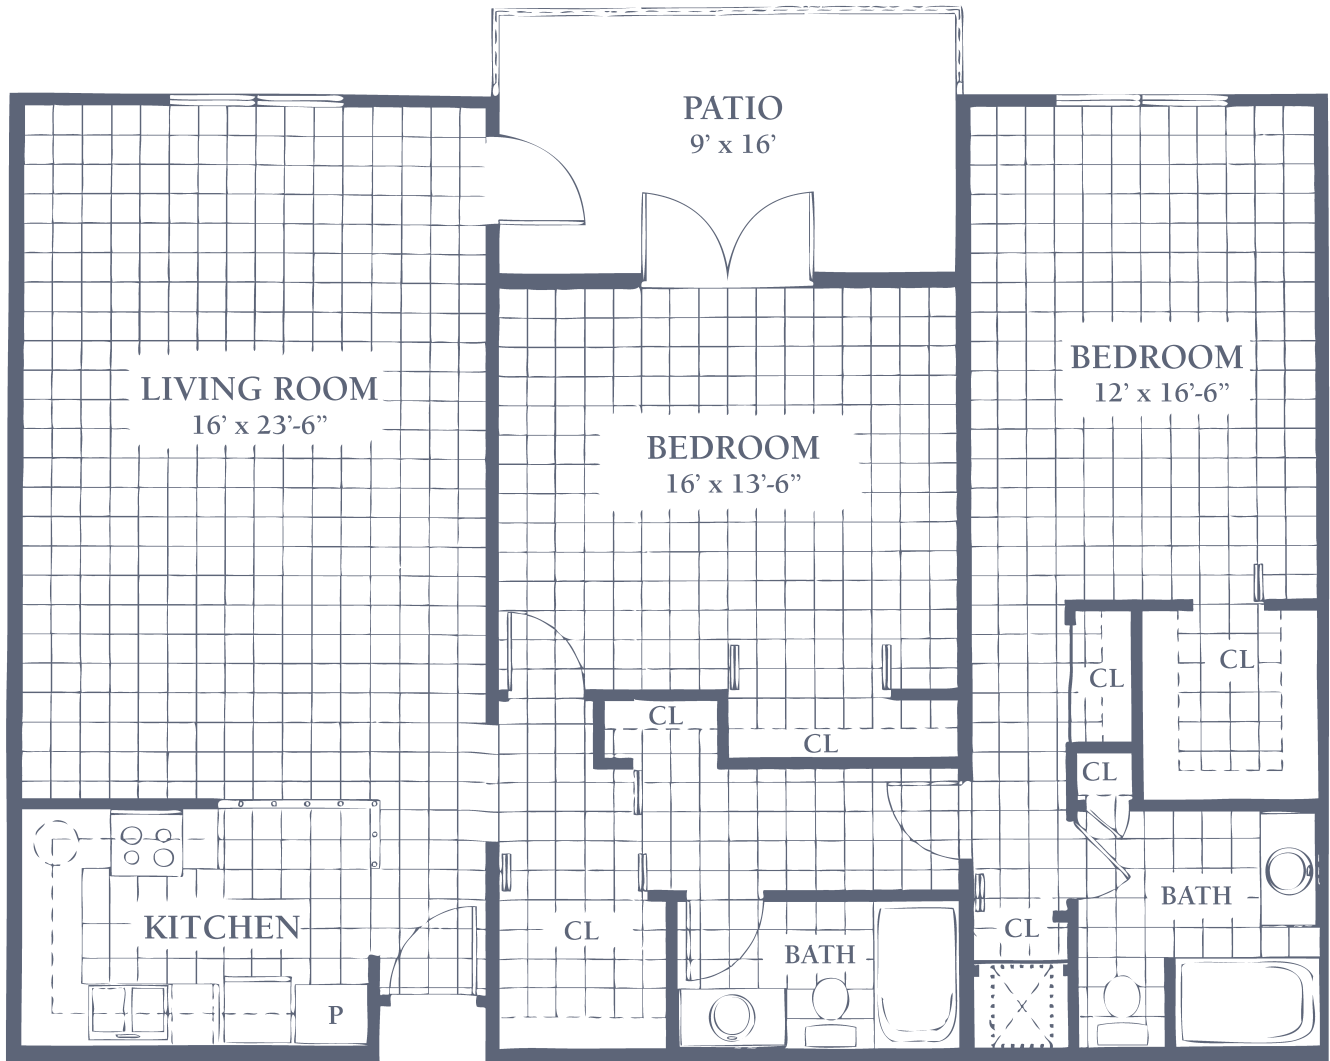 PATIO
9’ x 16’
LIVING ROOM
16’ x 23’-6”
BEDROOM
16’ x 13’-6”
BEDROOM
12’ x 16’-6”
CL
CL
CL
CL
CL
KITCHEN
CL
BATH
CL
BATH
P
X